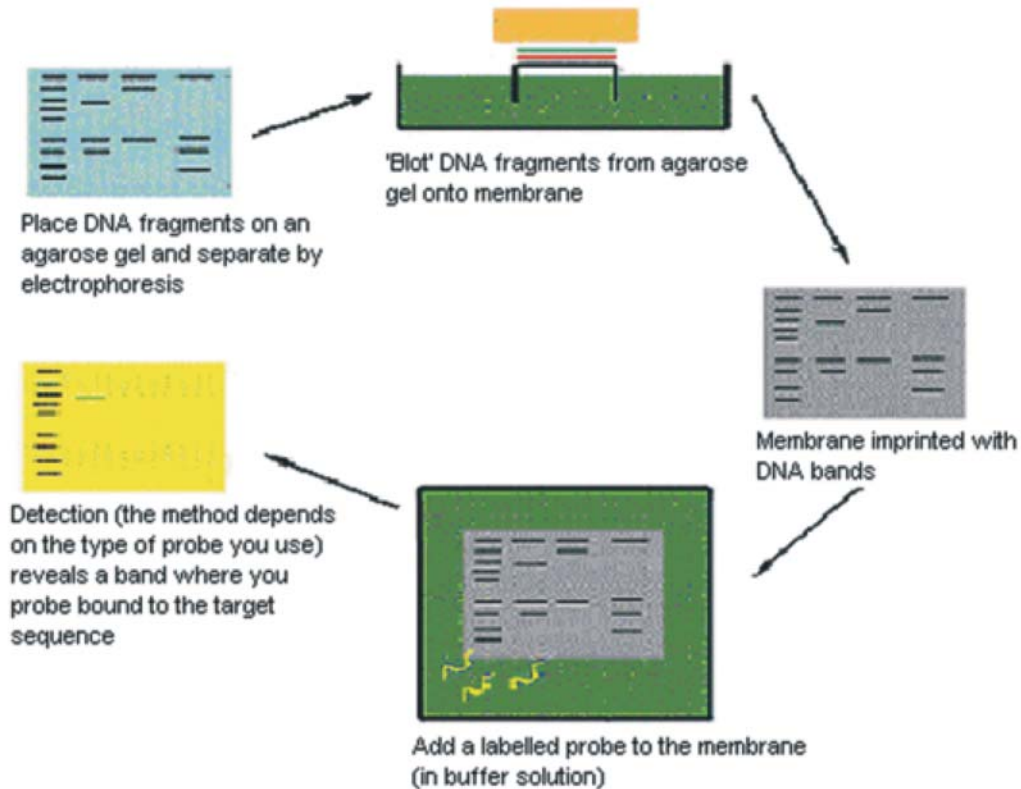 Place DNA fragments on an
agarose gel and separate by
electrophoresis
'Blot' DNA fragments from agarose
gel onto membrane
Membrane imprinted with
DNA bands
Add a labelled probe to the membrane
(in buffer solution)
Detection (the method depends
on the type of probe you use)
reveals a band where you
probe bound to the target
sequence